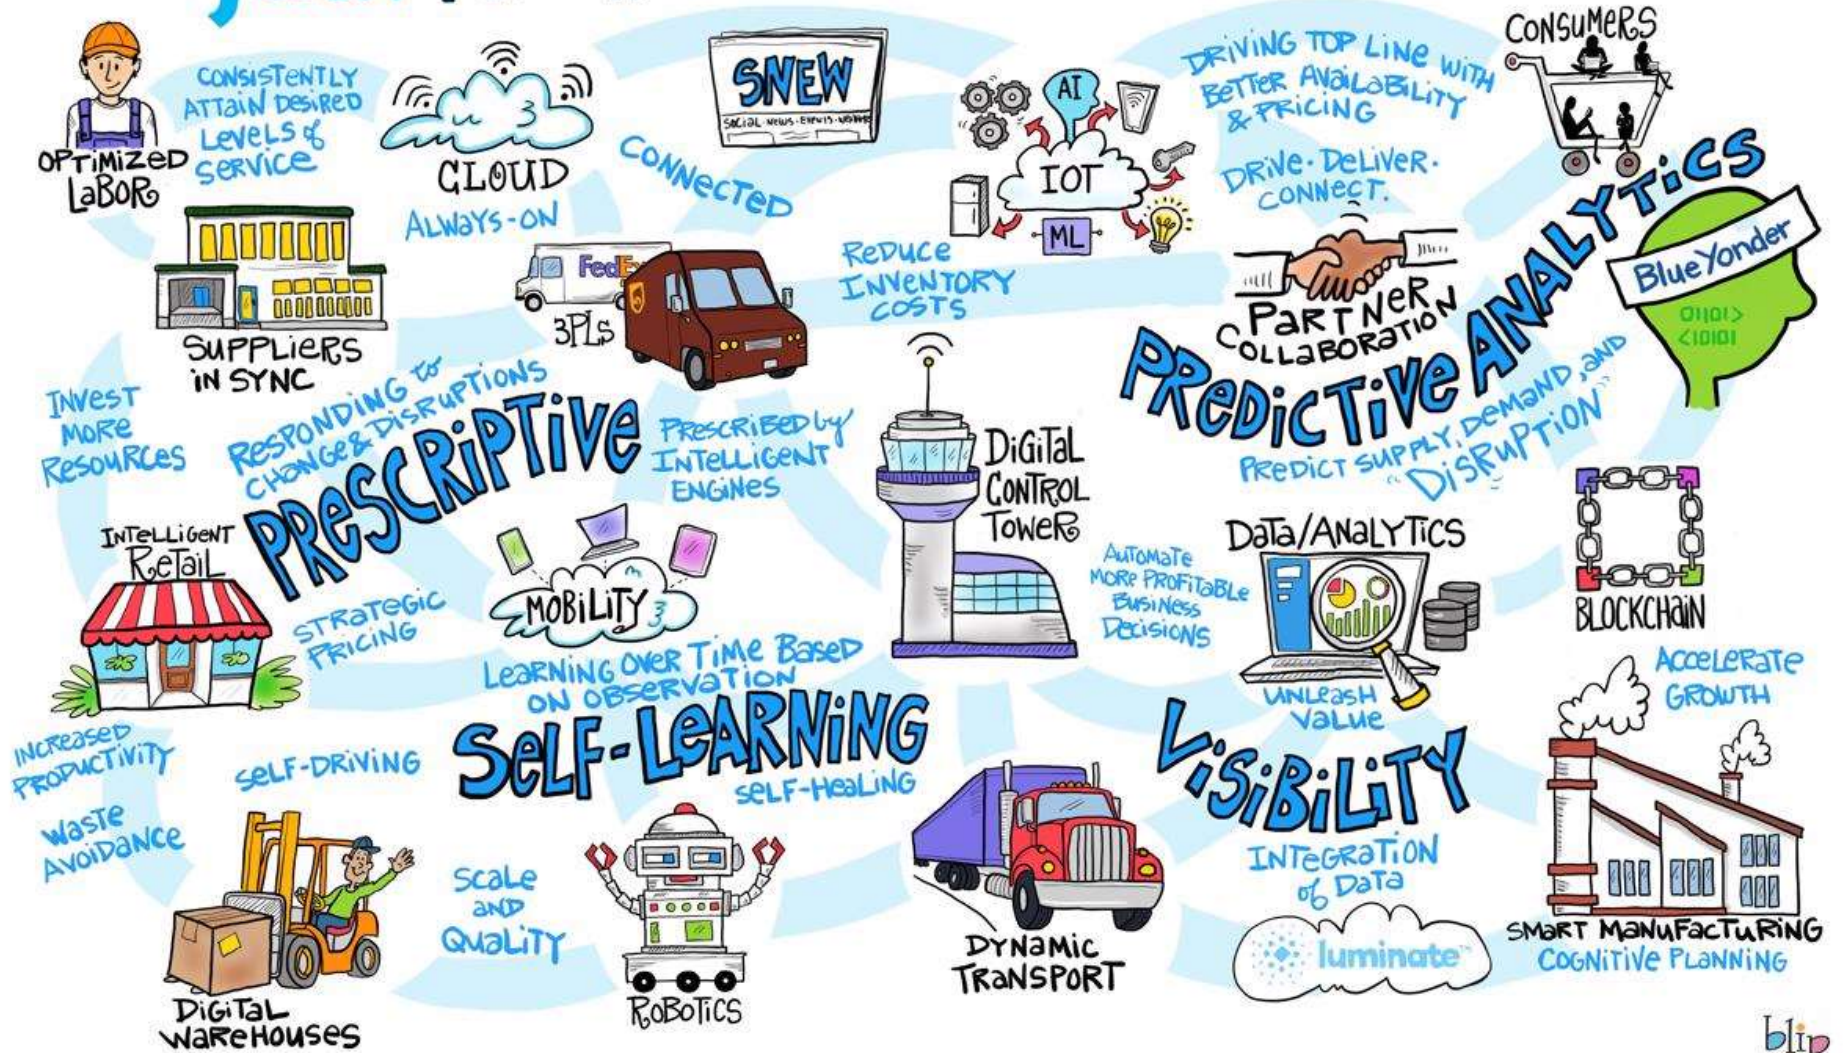 CONSUMERS
OPTIMIZED
LABOR
CONSISTENTLY
ATTAIN DESIRED
LEVELS of
SERVICE
CLOUD
ALWAYS-ON
SNEW
SOCIAL-NEWS-EVENTS-WEATHER
CONNECTED
AI
IOT
ML
DRIVING TOP LINE WITH
BETTER AVAILABILITY
& PRICING
DRIVE. DELIVER.
CONNECT.
PARTNER
COLLABORATION
PREDICTIVE ANALYTICS
BlueYonder
01101>
<10101
PREDICT SUPPLY, DEMAND, AND
"DISRUPTION"
SUPPLIERS
IN SYNC
FedEx
3PLs
REDUCE
INVENTORY
COSTS
INVEST
MORE
RESOURCES
RESPONDING to
CHANGE & DISRUPTIONS
PRESCRIPTIVE
PRESCRIBED by
INTELLIGENT
ENGINES
DIGITAL
CONTROL
TOWER
INTELLIGENT
RETAIL
STRATEGIC
PRICING
MOBILITY
AUTOMATE
MORE PROFITABLE
BUSINESS
DECISIONS
DATA/ANALYTICS
UNLEASH
VALUE
BLOCKCHAIN
LEARNING OVER TIME BASED
ON OBSERVATION
SELF-LEARNING
SELF-HEALING
VISIBILITY
INTEGRATION
of DATA
luminate™
ACCELERATE
GROWTH
SMART MANUFACTURING
COGNITIVE PLANNING
INCREASED
PRODUCTIVITY
WASTE
AVOIDANCE
SELF-DRIVING
DIGITAL
WAREHOUSES
SCALE
AND
QUALITY
ROBOTICS
DYNAMIC
TRANSPORT
blip